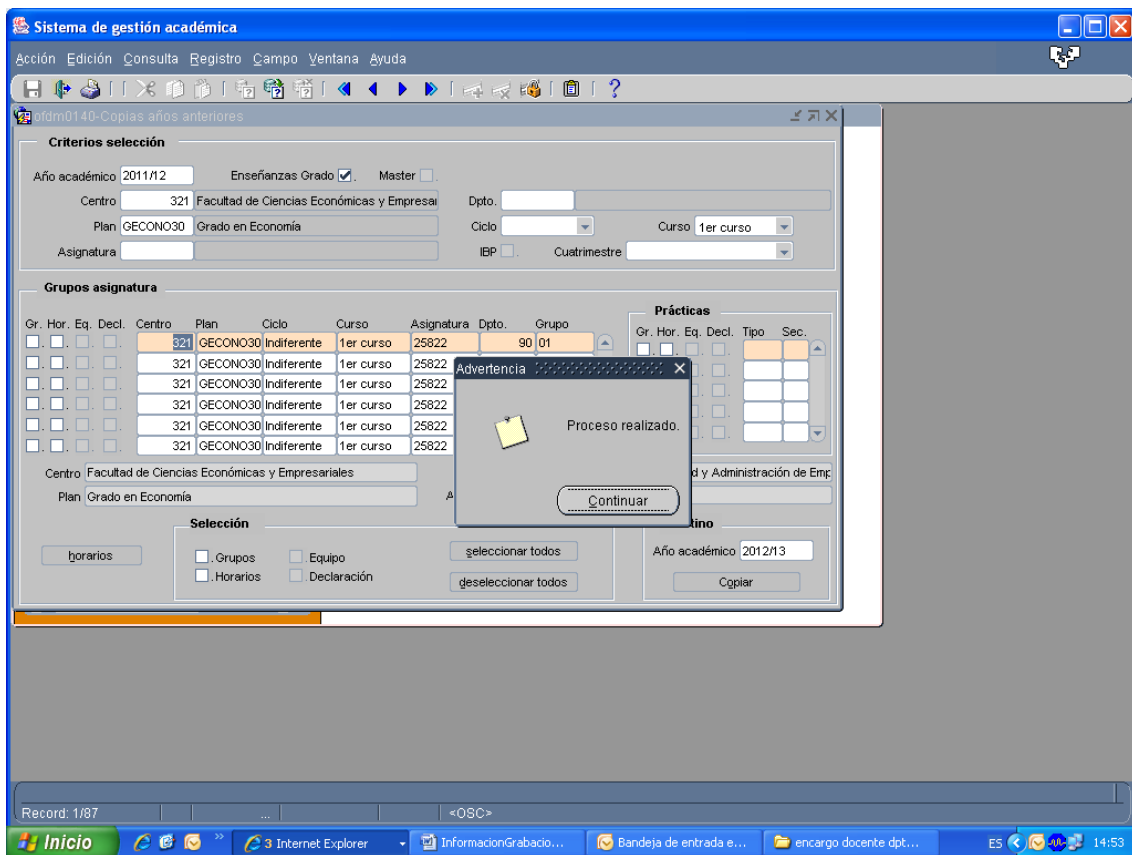 Sistema de gestión académica
Acción Edición Consulta Registro Campo Ventana Ayuda
ofdm0140-Copias años anteriores
Criterios selección
Año académico 2011/12 Enseñanzas Grado . Master .
Centro 321 Facultad de Ciencias Económicas y Empresai Dpto.
Plan GECONO30 Grado en Economía Ciclo Curso 1er curso
Asignatura IBP . Cuatrimestre
Grupos asignatura
Prácticas
Gr. Hor. Eq. Decl. Centro Plan Ciclo Curso Asignatura Dpto. Grupo Gr. Hor. Eq. Decl. Tipo Sec.
321 GECONO30 Indiferente 1er curso 25822 90 01
321 GECONO30 Indiferente 1er curso 25822
321 GECONO30 Indiferente 1er curso 25822
321 GECONO30 Indiferente 1er curso 25822
321 GECONO30 Indiferente 1er curso 25822
321 GECONO30 Indiferente 1er curso 25822
Advertencia
Proceso realizado.
Continuar
Centro Facultad de Ciencias Económicas y Empresariales d y Administración de Emp
Plan Grado en Economía A
Selección tino
horarios .Grupos .Equipo seleccionar todos Año académico 2012/13
.Horarios .Declaración deseleccionar todos Copiar
Record: 1/87 ... <OSC>
Inicio » 3 Internet Explorer InformacionGrabacio... Bandeja de entrada e... encargo docente dpt... ES 14:53